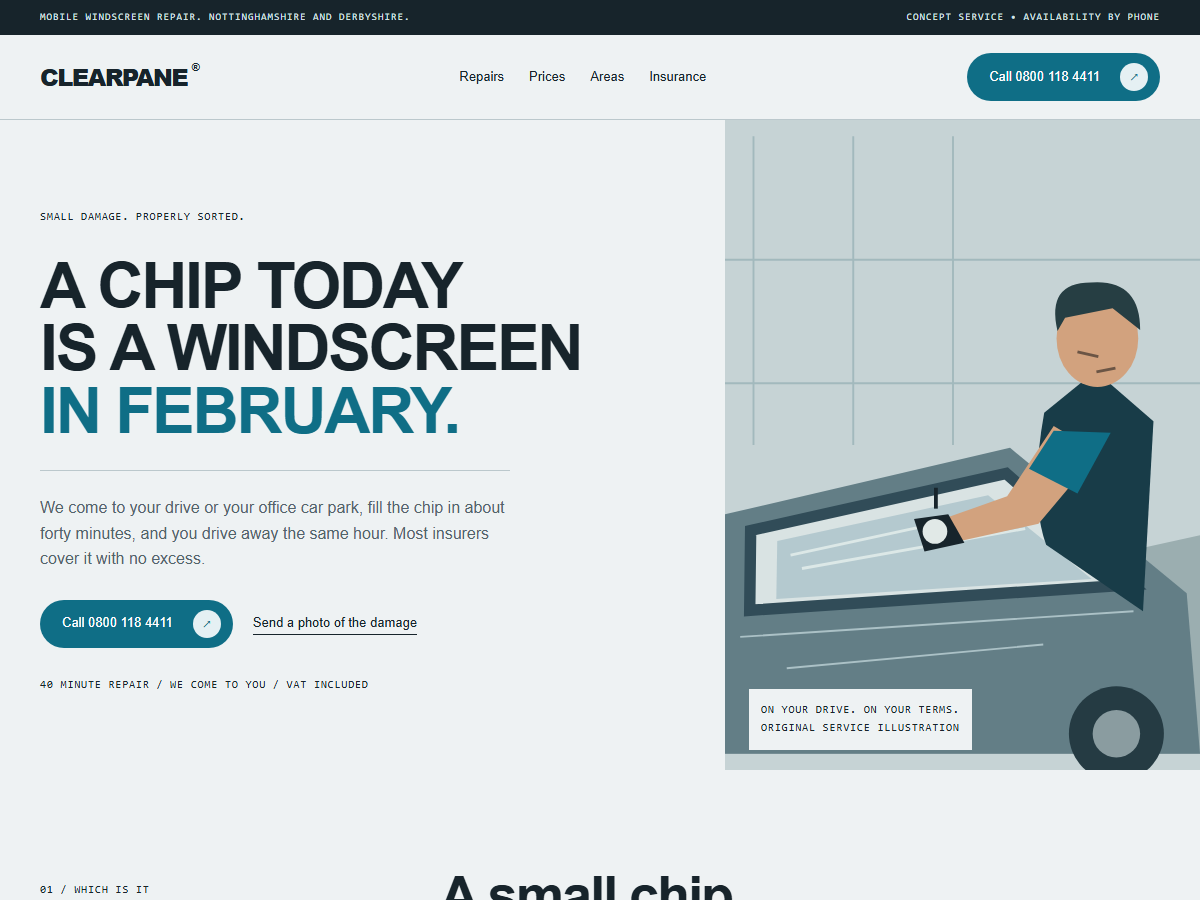 MOBILE WINDSCREEN REPAIR. NOTTINGHAMSHIRE AND DERBYSHIRE.
CONCEPT SERVICE • AVAILABILITY BY PHONE
CLEARPANE ®
Repairs
Prices
Areas
Insurance
Call 0800 118 4411 ↗
SMALL DAMAGE. PROPERLY SORTED.
A CHIP TODAY
IS A WINDSCREEN
IN FEBRUARY.
We come to your drive or your office car park, fill the chip in about
forty minutes, and you drive away the same hour. Most insurers
cover it with no excess.
Call 0800 118 4411 ↗
Send a photo of the damage
40 MINUTE REPAIR / WE COME TO YOU / VAT INCLUDED
ON YOUR DRIVE. ON YOUR TERMS.
ORIGINAL SERVICE ILLUSTRATION
01 / WHICH IS IT
A small chip